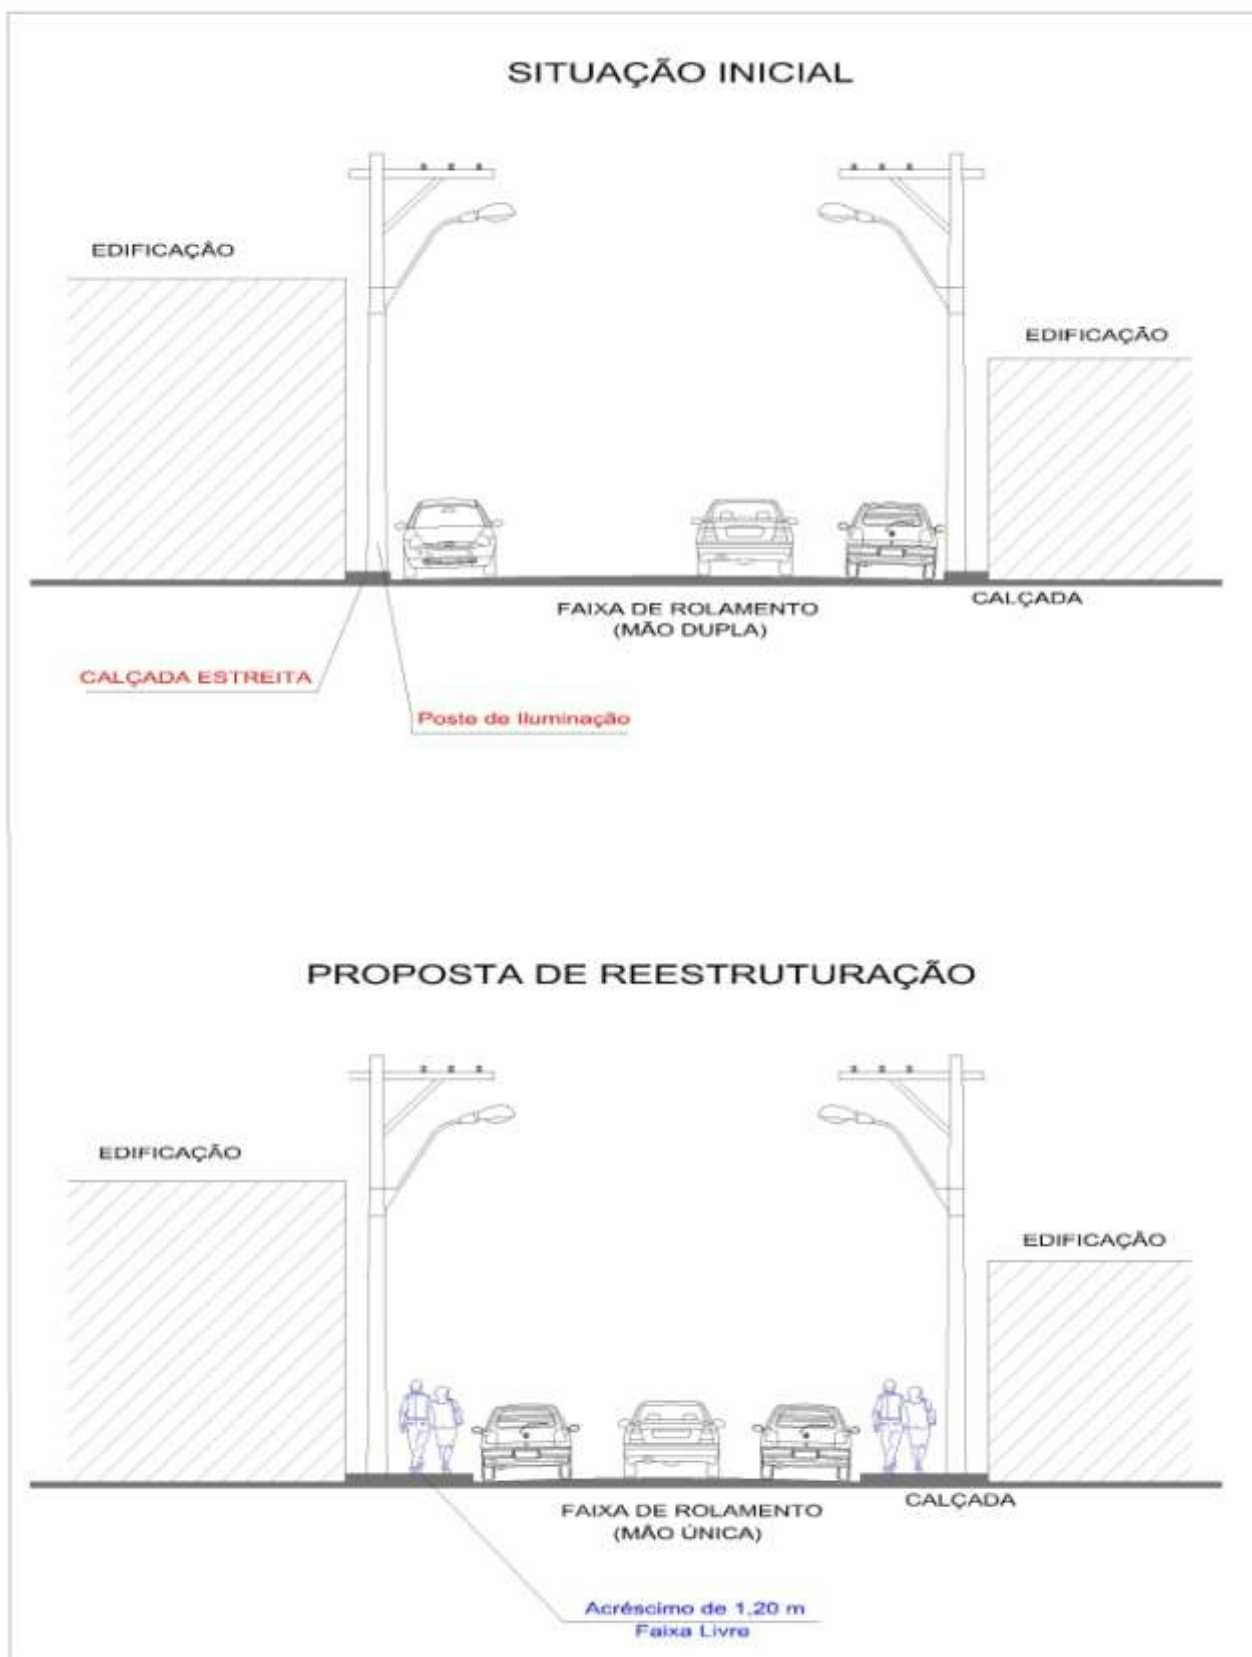 SITUAÇÃO INICIAL
EDIFICAÇÃO
EDIFICAÇÃO
CALÇADA
FAIXA DE ROLAMENTO
(MÃO DUPLA)
CALÇADA ESTREITA
Poste de Iluminação
PROPOSTA DE REESTRUTURAÇÃO
EDIFICAÇÃO
EDIFICAÇÃO
CALÇADA
FAIXA DE ROLAMENTO
(MÃO ÚNICA)
Acréscimo de 1,20 m
Faixa Livre